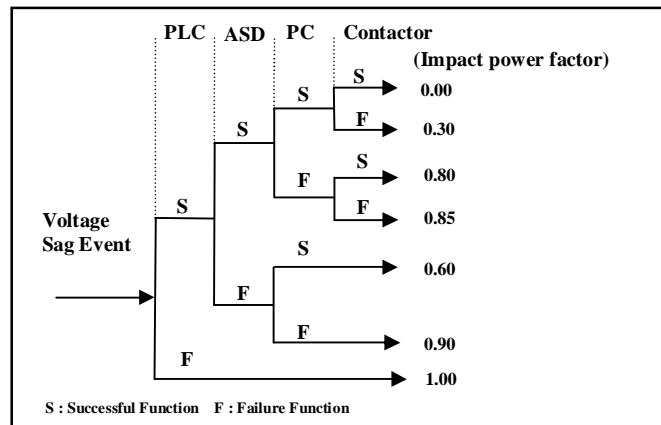 PLC ASD PC Contactor
(Impact power factor)
S 0.00
S
F 0.30
S
S 0.80
F
F 0.85
S
Voltage
Sag Event
S 0.60
F
F 0.90
F
1.00
S : Successful Function F : Failure Function